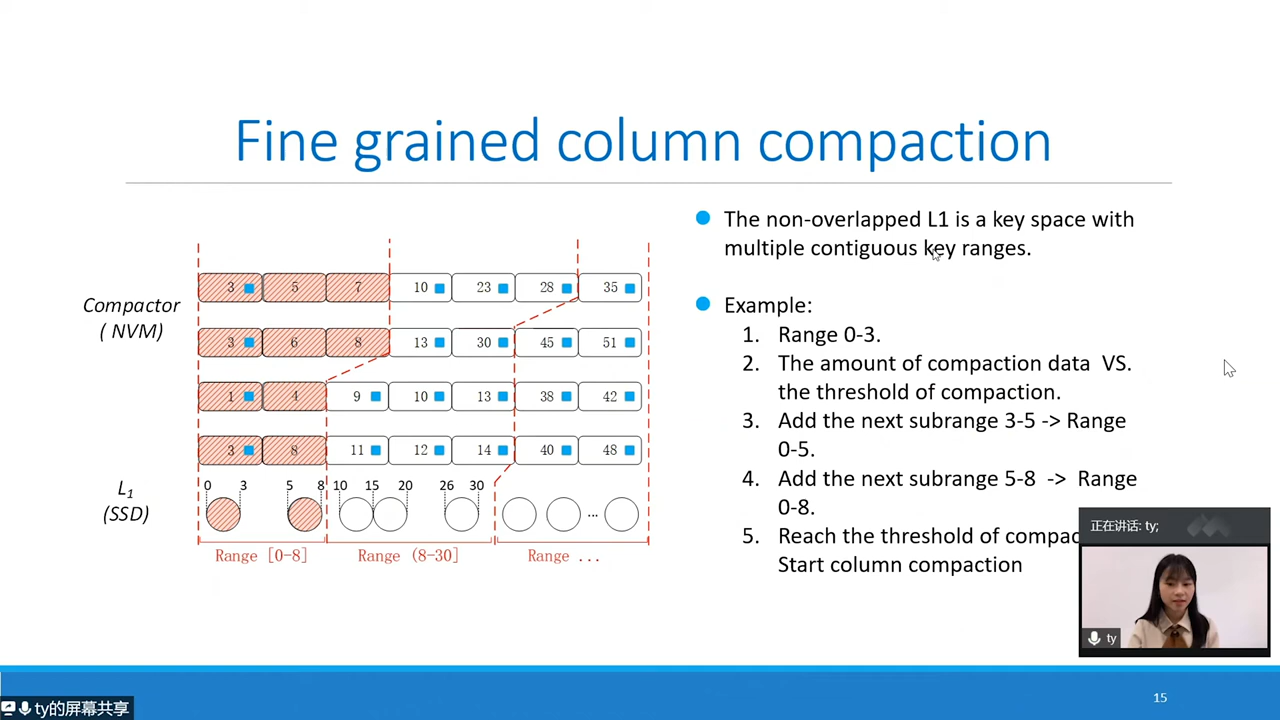 Fine grained column compaction
Compactor
( NVM)
3 5 7 10 23 28 35
3 6 8 13 30 45 51
1 4 9 10 13 38 42
3 8 11 12 14 40 48
L1
(SSD)
0 3 5 8 10 15 20 26 30
...
Range [0-8] Range (8-30] Range ...
The non-overlapped L1 is a key space with
multiple contiguous key ranges.
Example:
1. Range 0-3.
2. The amount of compaction data VS.
the threshold of compaction.
3. Add the next subrange 3-5 -> Range
0-5.
4. Add the next subrange 5-8 -> Range
0-8.
5. Reach the threshold of compac
Start column compaction
正在讲话: ty;
ty
15
ty的屏幕共享